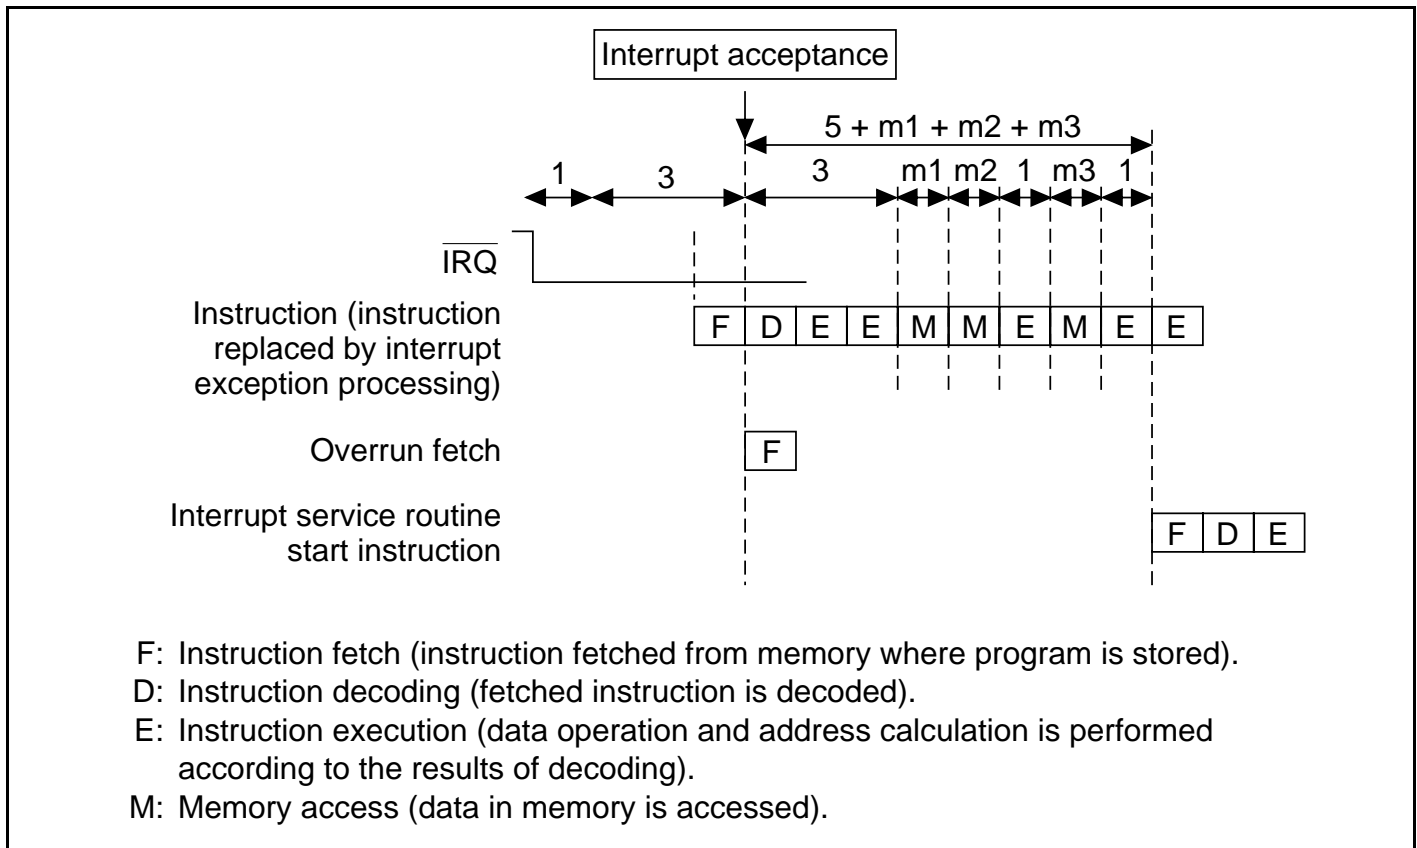 Interrupt acceptance
5 + m1 + m2 + m3
1 3 3 m1 m2 1 m3 1
IRQ
Instruction (instruction
replaced by interrupt
exception processing)
F D E E M M E M E E
Overrun fetch
F
Interrupt service routine
start instruction
F D E
F: Instruction fetch (instruction fetched from memory where program is stored).
D: Instruction decoding (fetched instruction is decoded).
E: Instruction execution (data operation and address calculation is performed
according to the results of decoding).
M: Memory access (data in memory is accessed).